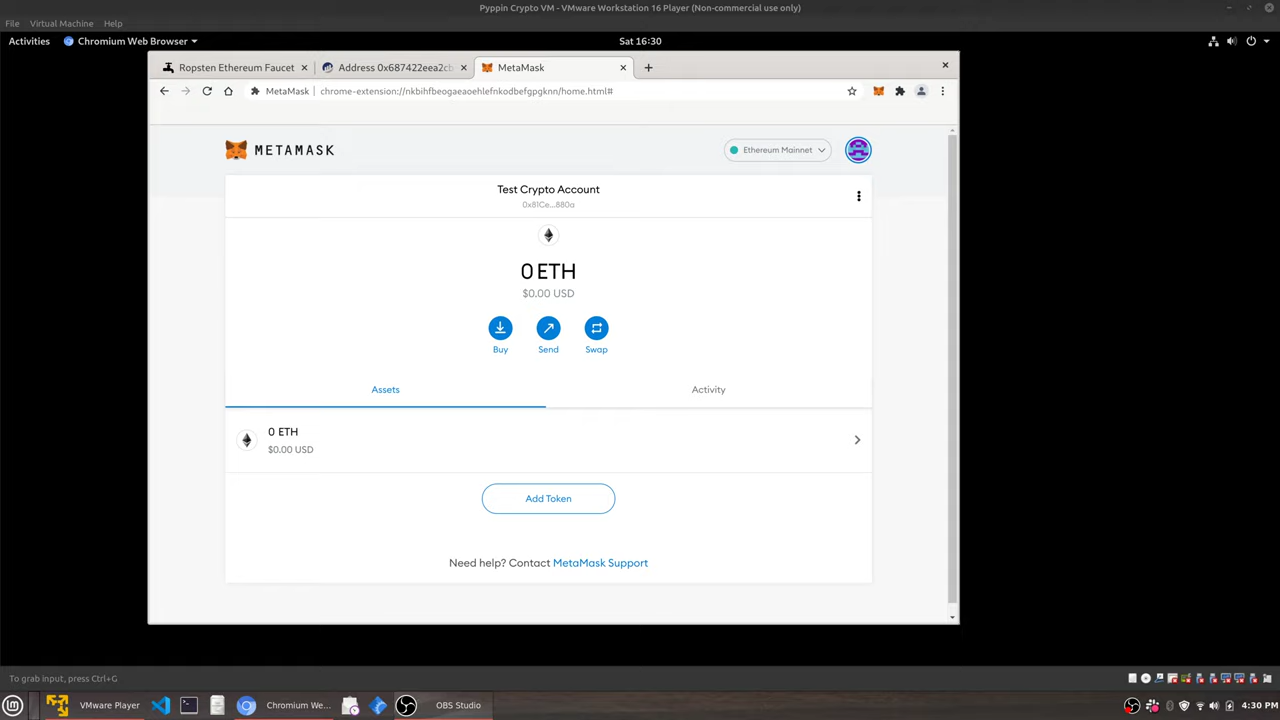 Pyppin Crypto VM - VMware Workstation 16 Player (Non-commercial use only)
File Virtual Machine Help
Activities Chromium Web Browser Sat 16:30
Ropsten Ethereum Faucet Address 0x687422eea2cb MetaMask
MetaMask chrome-extension://nkbihfbeogaeaoehlefnkodbefgpgknn/home.html#
METAMASK Ethereum Mainnet
Test Crypto Account
0x81Ce...880a
0 ETH
$0.00 USD
Buy Send Swap
Assets Activity
0 ETH
$0.00 USD
Add Token
Need help? Contact MetaMask Support
To grab input, press Ctrl+G
VMware Player Chromium We... OBS Studio 4:30 PM